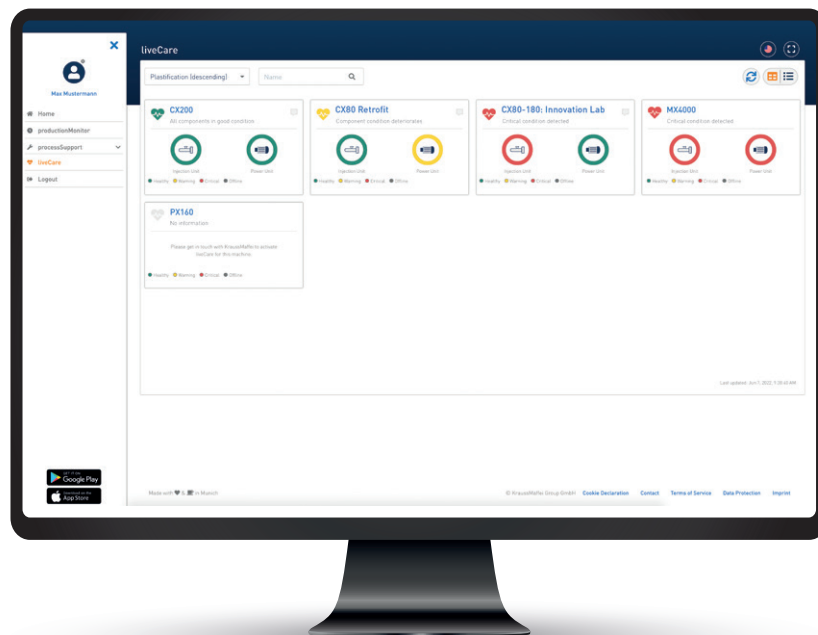 liveCare
Max Mustermann
Home
productionMonitor
processSupport
liveCare
Logout
Plastification (descending)
Name
CX200
All components in good condition
Injection Unit
Power Unit
Healthy Warning Critical Offline
CX80 Retrofit
Component condition deteriorates
Injection Unit
Power Unit
Healthy Warning Critical Offline
CX80-180: Innovation Lab
Critical condition detected
Injection Unit
Power Unit
Healthy Warning Critical Offline
MX4000
Critical condition detected
Injection Unit
Power Unit
Healthy Warning Critical Offline
PX160
No information
Please get in touch with KraussMaffei to activate
liveCare for this machine.
Healthy Warning Critical Offline
Last updated: 2022,
GET IT ON
Google Play
Download on the
App Store
Made with & in Munich
© KraussMaffei Group GmbH Cookie Declaration Contact Terms of Service Data Protection Imprint